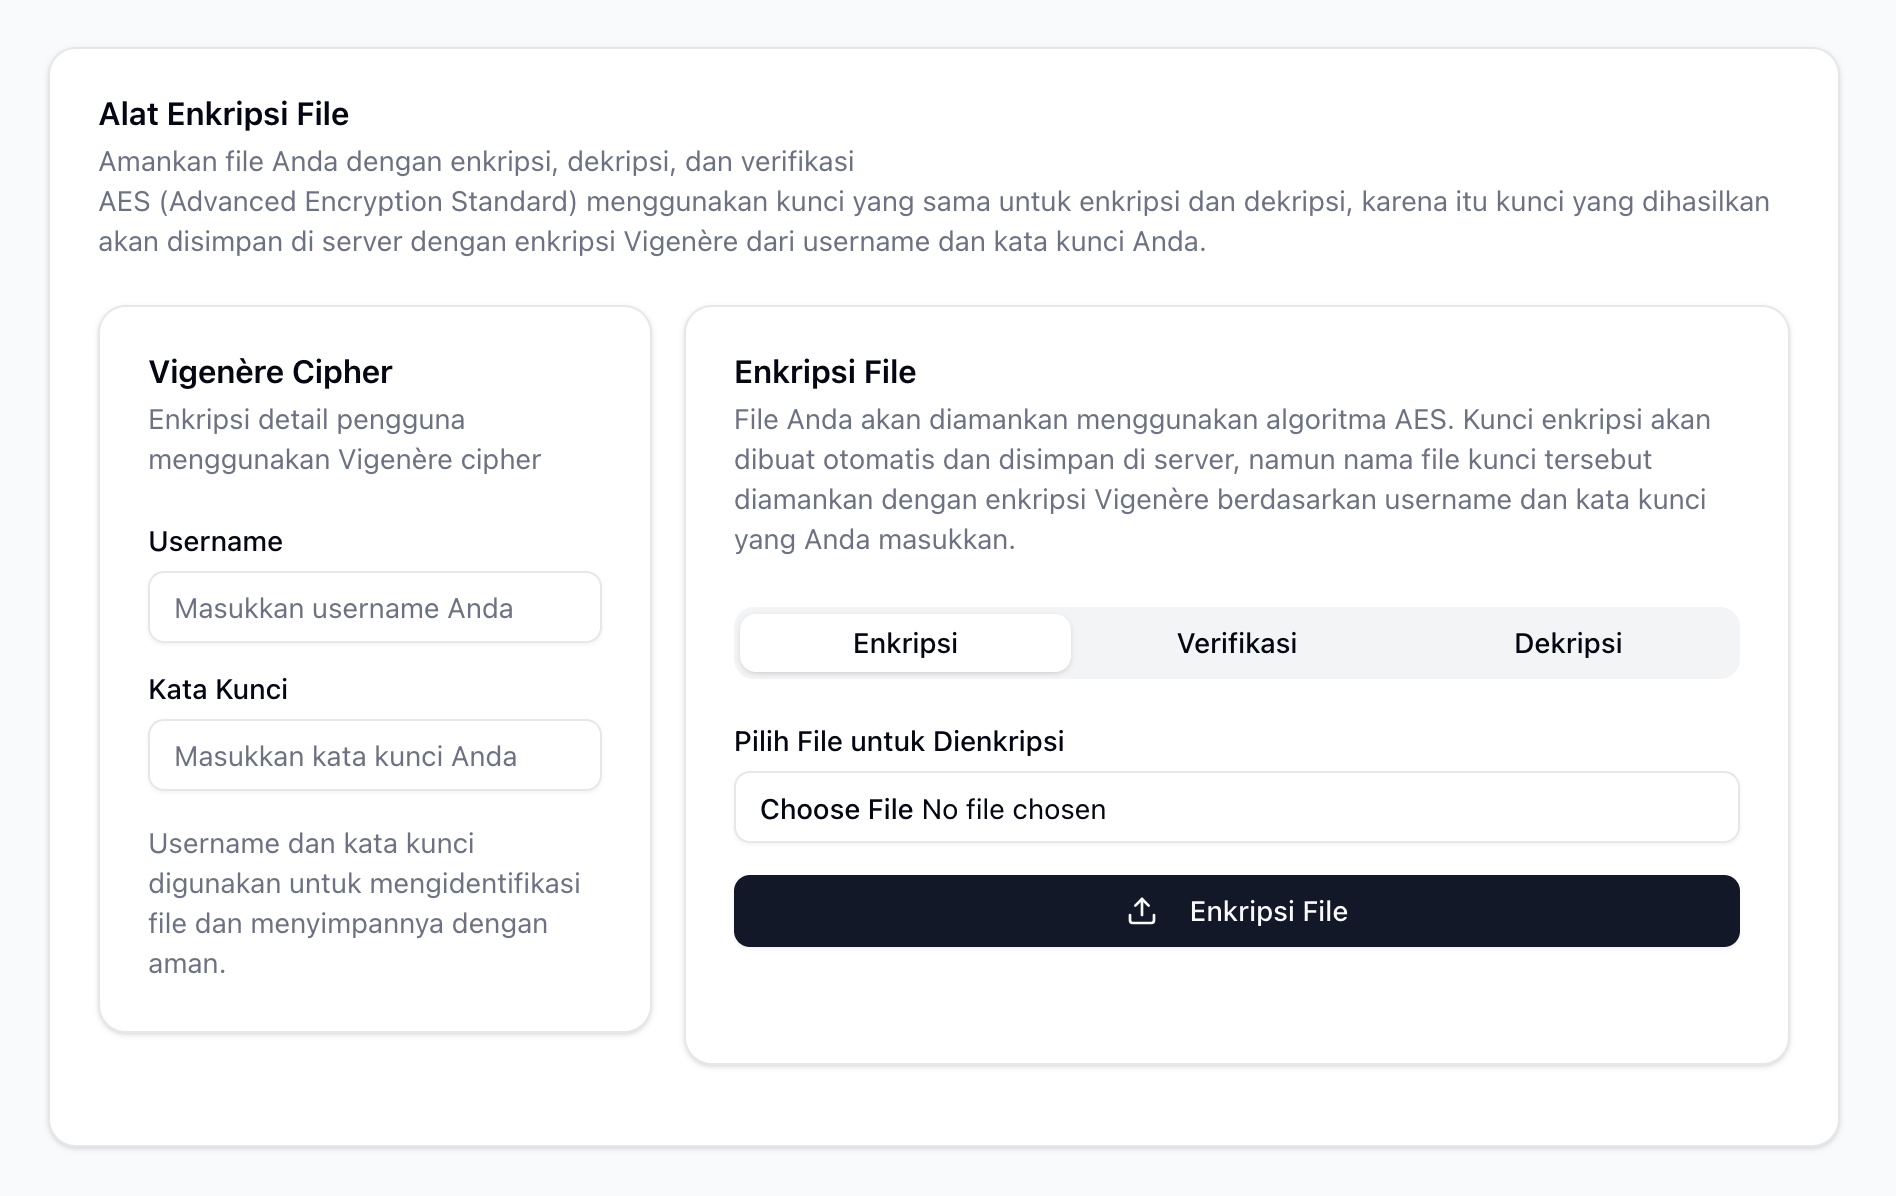 Alat Enkripsi File
Amankan file Anda dengan enkripsi, dekripsi, dan verifikasi
AES (Advanced Encryption Standard) menggunakan kunci yang sama untuk enkripsi dan dekripsi, karena itu kunci yang dihasilkan
akan disimpan di server dengan enkripsi Vigenère dari username dan kata kunci Anda.
Vigenère Cipher
Enkripsi detail pengguna
menggunakan Vigenère cipher
Username
Masukkan username Anda
Kata Kunci
Masukkan kata kunci Anda
Username dan kata kunci
digunakan untuk mengidentifikasi
file dan menyimpannya dengan
aman.
Enkripsi File
File Anda akan diamankan menggunakan algoritma AES. Kunci enkripsi akan
dibuat otomatis dan disimpan di server, namun nama file kunci tersebut
diamankan dengan enkripsi Vigenère berdasarkan username dan kata kunci
yang Anda masukkan.
Enkripsi Verifikasi Dekripsi
Pilih File untuk Dienkripsi
Choose File No file chosen
Enkripsi File